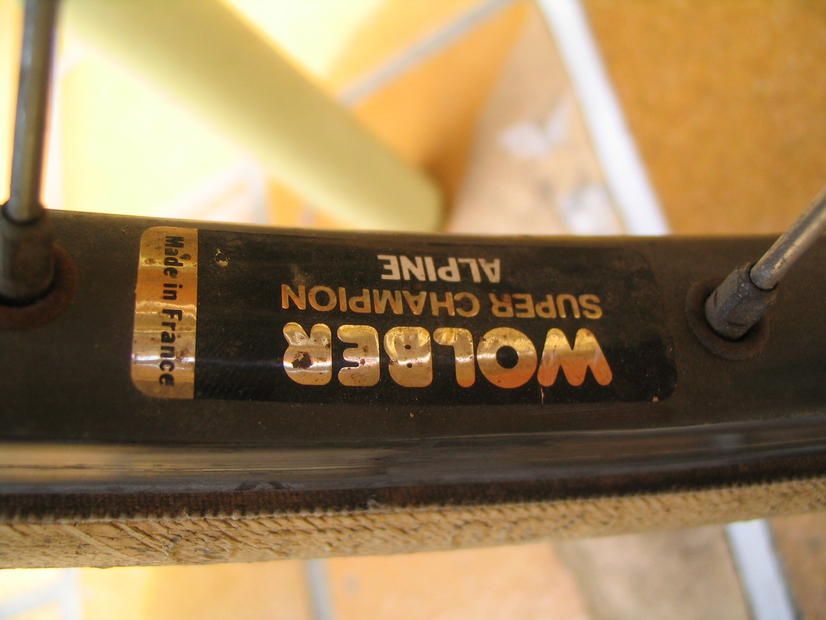 WOLBER
SUPER CHAMPION
ALPINE
Made in France